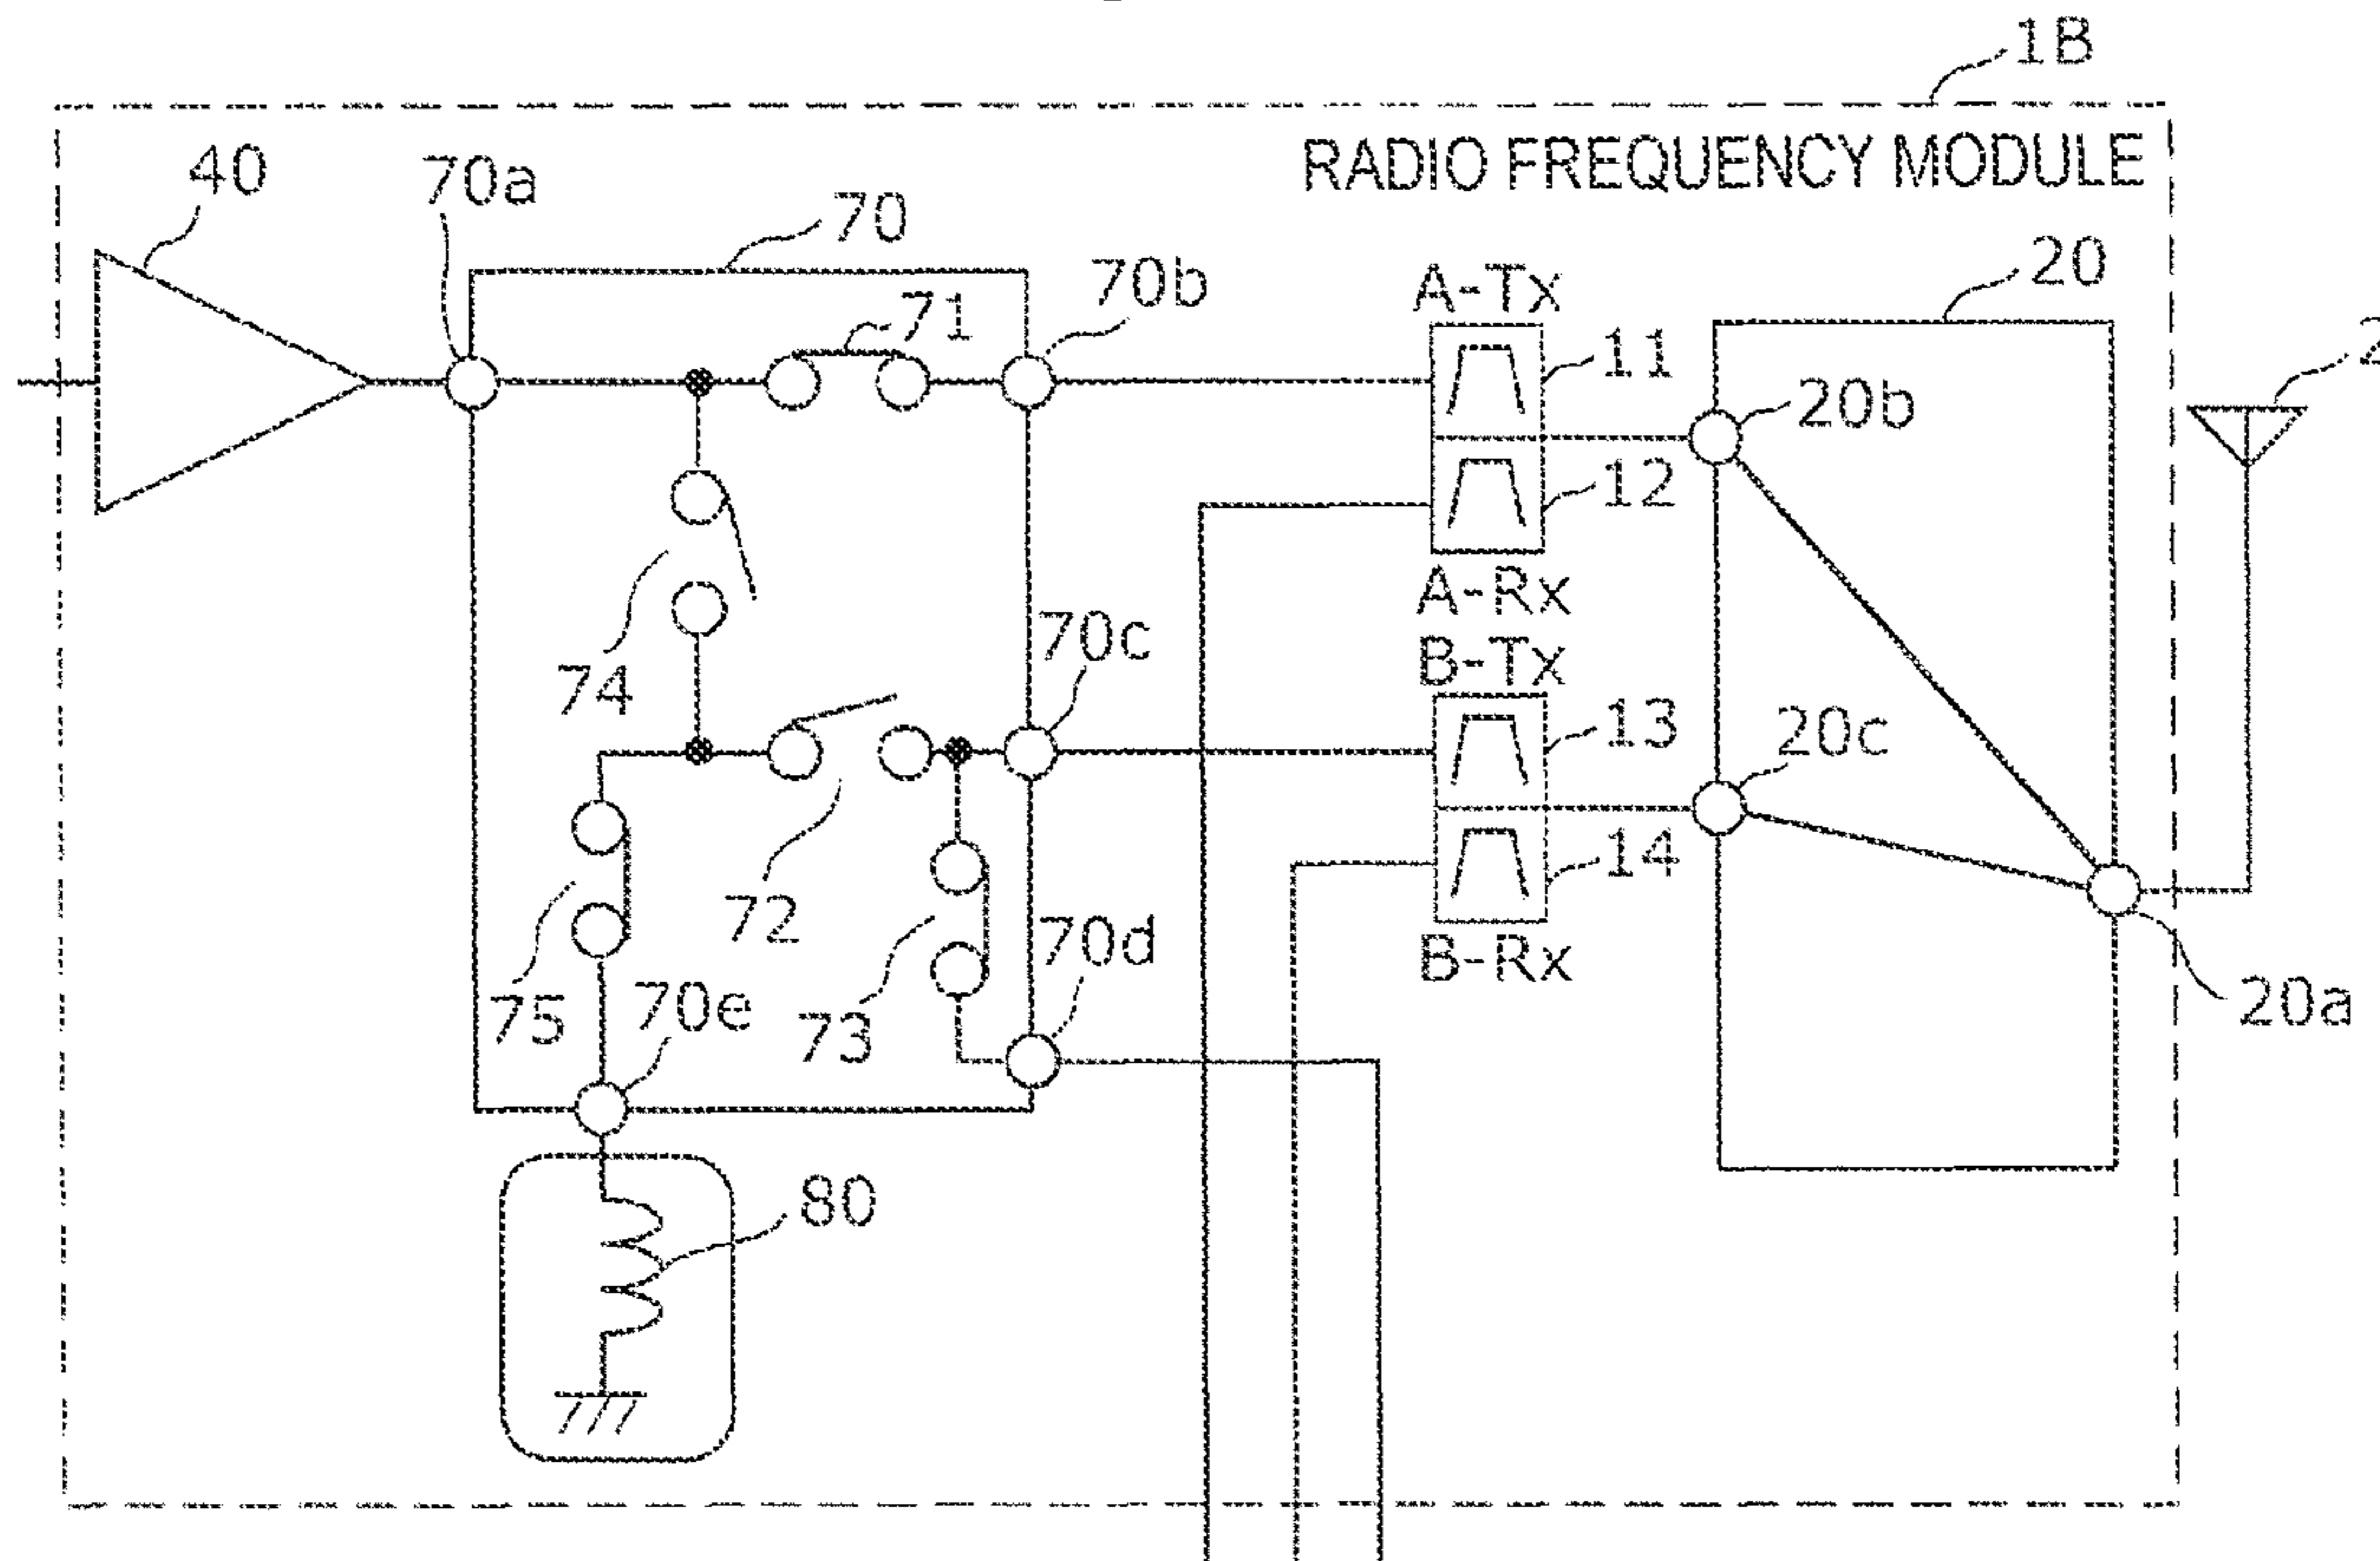 1B
RADIO FREQUENCY MODULE
40
70a
70
70b
71
A-Tx
11
20
20b
12
A-Rx
74
70c
B-Tx
13
20c
72
14
75
70e
73
70d
B-Rx
20a
80